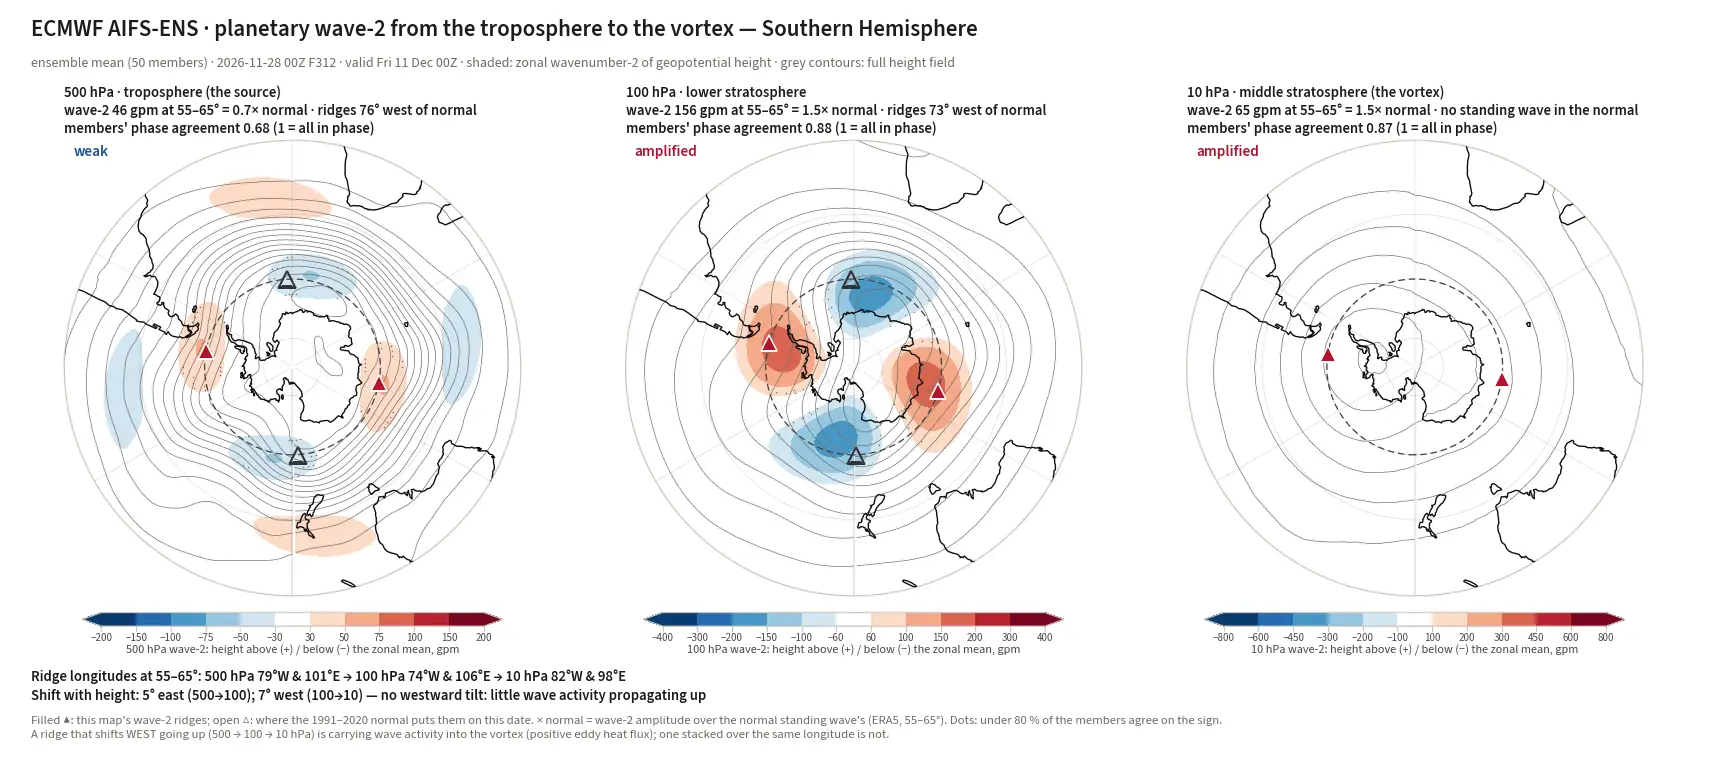 ECMWF AIFS-ENS · planetary wave-2 from the troposphere to the vortex — Southern Hemisphere
ensemble mean (50 members) · 2026-11-28 00Z F312 · valid Fri 11 Dec 00Z · shaded: zonal wavenumber-2 of geopotential height · grey contours: full height field
500 hPa · troposphere (the source)
wave-2 46 gpm at 55–65° = 0.7× normal · ridges 76° west of normal
members' phase agreement 0.68 (1 = all in phase)
weak
100 hPa · lower stratosphere
wave-2 156 gpm at 55–65° = 1.5× normal · ridges 73° west of normal
members' phase agreement 0.88 (1 = all in phase)
amplified
10 hPa · middle stratosphere (the vortex)
wave-2 65 gpm at 55–65° = 1.5× normal · no standing wave in the normal
members' phase agreement 0.87 (1 = all in phase)
amplified
−200 −150 −100 −75 −50 −30 30 50 75 100 150 200
500 hPa wave-2: height above (+) / below (−) the zonal mean, gpm
−400 −300 −200 −150 −100 −60 60 100 150 200 300 400
100 hPa wave-2: height above (+) / below (−) the zonal mean, gpm
−800 −600 −450 −300 −200 −100 100 200 300 450 600 800
10 hPa wave-2: height above (+) / below (−) the zonal mean, gpm
Ridge longitudes at 55–65°: 500 hPa 79°W & 101°E → 100 hPa 74°W & 106°E → 10 hPa 82°W & 98°E
Shift with height: 5° east (500→100); 7° west (100→10) — no westward tilt: little wave activity propagating up
Filled ▲: this map's wave-2 ridges; open △: where the 1991–2020 normal puts them on this date. × normal = wave-2 amplitude over the normal standing wave's (ERA5, 55–65°). Dots: under 80 % of the members agree on the sign.
A ridge that shifts WEST going up (500 → 100 → 10 hPa) is carrying wave activity into the vortex (positive eddy heat flux); one stacked over the same longitude is not.